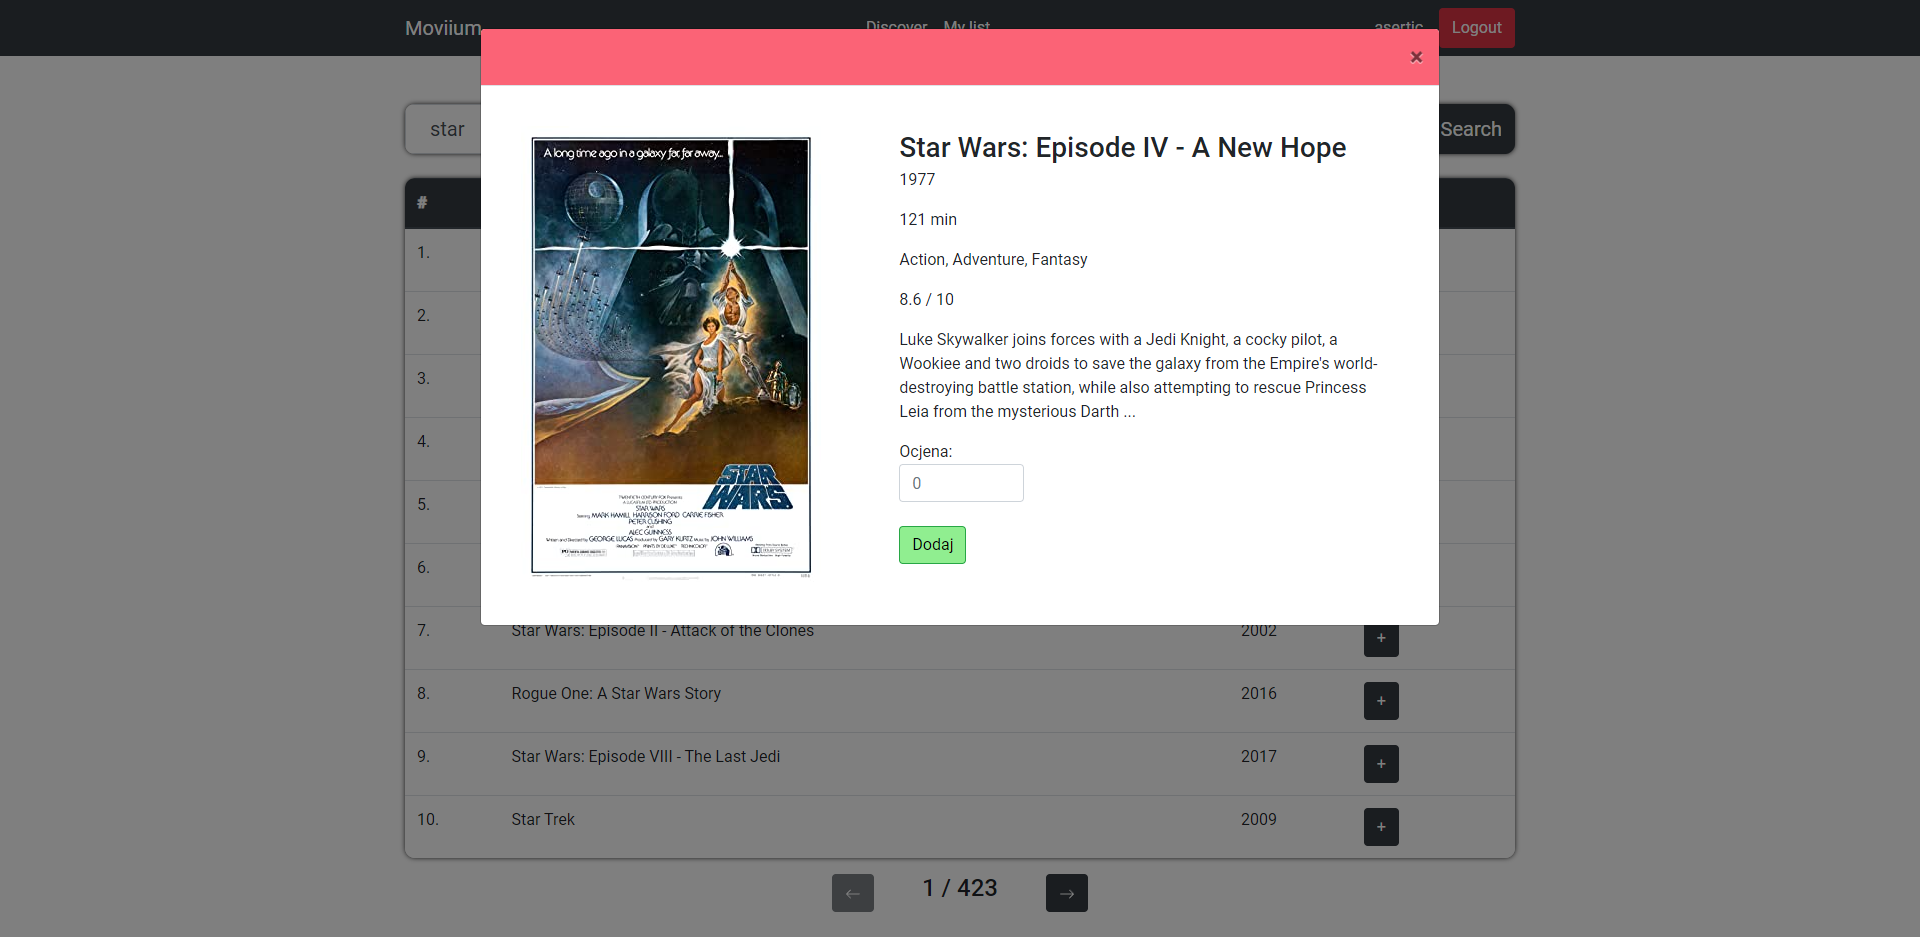 Moviium Discover My list asertic Logout
×
star Search
#
1.
2.
3.
4.
5.
6.
A long time ago in a galaxy far, far away...
STAR WARS
TWENTIETH CENTURY-FOX Presents
A LUCASFILM LTD. PRODUCTION
STAR WARS
Starring MARK HAMILL HARRISON FORD CARRIE FISHER
PETER CUSHING
and
ALEC GUINNESS
Written and Directed by GEORGE LUCAS Produced by GARY KURTZ Music by JOHN WILLIAMS
Star Wars: Episode IV - A New Hope
1977
121 min
Action, Adventure, Fantasy
8.6 / 10
Luke Skywalker joins forces with a Jedi Knight, a cocky pilot, a
Wookiee and two droids to save the galaxy from the Empire's world-
destroying battle station, while also attempting to rescue Princess
Leia from the mysterious Darth ...
Ocjena:
0
Dodaj
7. Star Wars: Episode II - Attack of the Clones 2002 +
8. Rogue One: A Star Wars Story 2016 +
9. Star Wars: Episode VIII - The Last Jedi 2017 +
10. Star Trek 2009 +
← 1 / 423 →